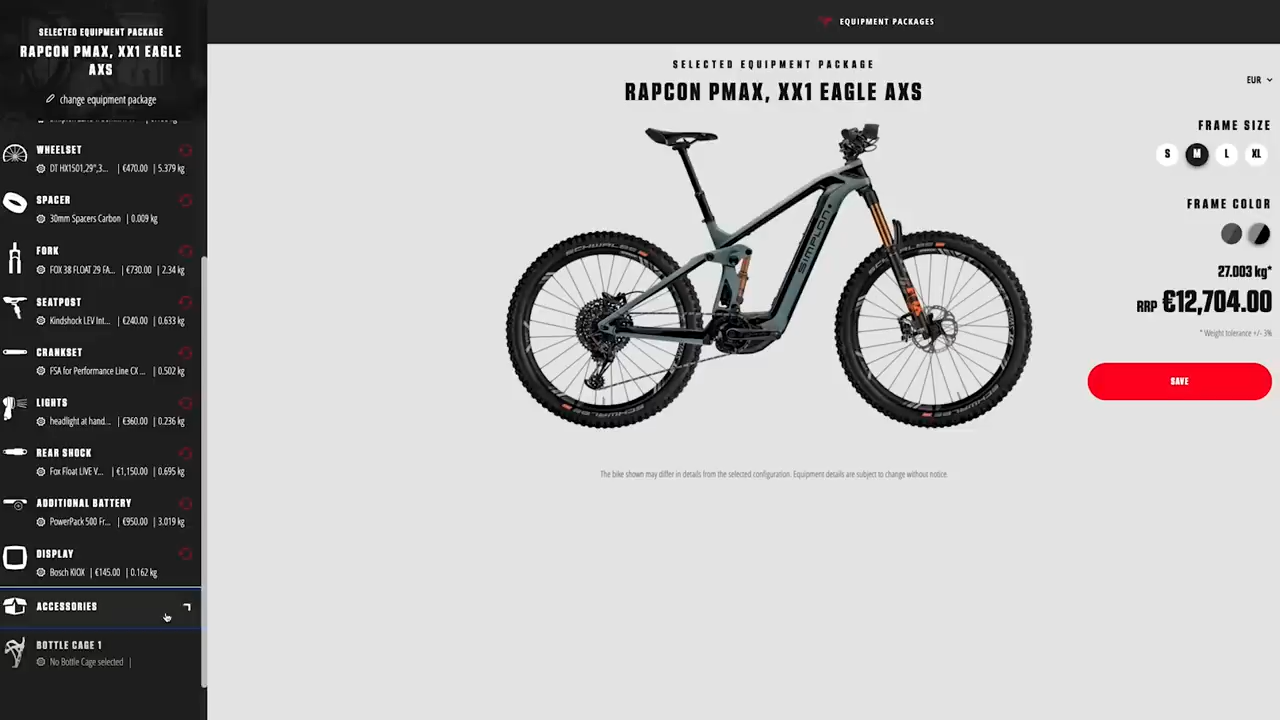 SELECTED EQUIPMENT PACKAGE
RAPCON PMAX, XX1 EAGLE
AXS
change equipment package
WHEELSET
DT HX1501,29",3... | €470.00 | 5.379 kg
SPACER
30mm Spacers Carbon | 0.009 kg
FORK
FOX 38 FLOAT 29 FA... | €730.00 | 2.34 kg
SEATPOST
Kindshock LEV Int... | €240.00 | 0.633 kg
CRANKSET
FSA for Performance Line CX ... | 0.502 kg
LIGHTS
headlight at hand... | €360.00 | 0.236 kg
REAR SHOCK
Fox Float LIVE V... | €1,150.00 | 0.695 kg
ADDITIONAL BATTERY
PowerPack 500 Fr... | €950.00 | 3.019 kg
DISPLAY
Bosch KIOX | €145.00 | 0.162 kg
ACCESSORIES
BOTTLE CAGE 1
No Bottle Cage selected |
EQUIPMENT PACKAGES
SELECTED EQUIPMENT PACKAGE
RAPCON PMAX, XX1 EAGLE AXS
SCHWALBE
SIMPLON
SCHWALBE
SCHWALBE
SCHWALBE
The bike shown may differ in details from the selected configuration. Equipment details are subject to change without notice.
EUR
FRAME SIZE
S M L XL
FRAME COLOR
27.003 kg*
RRP €12,704.00
* Weight tolerance +/- 3%
SAVE